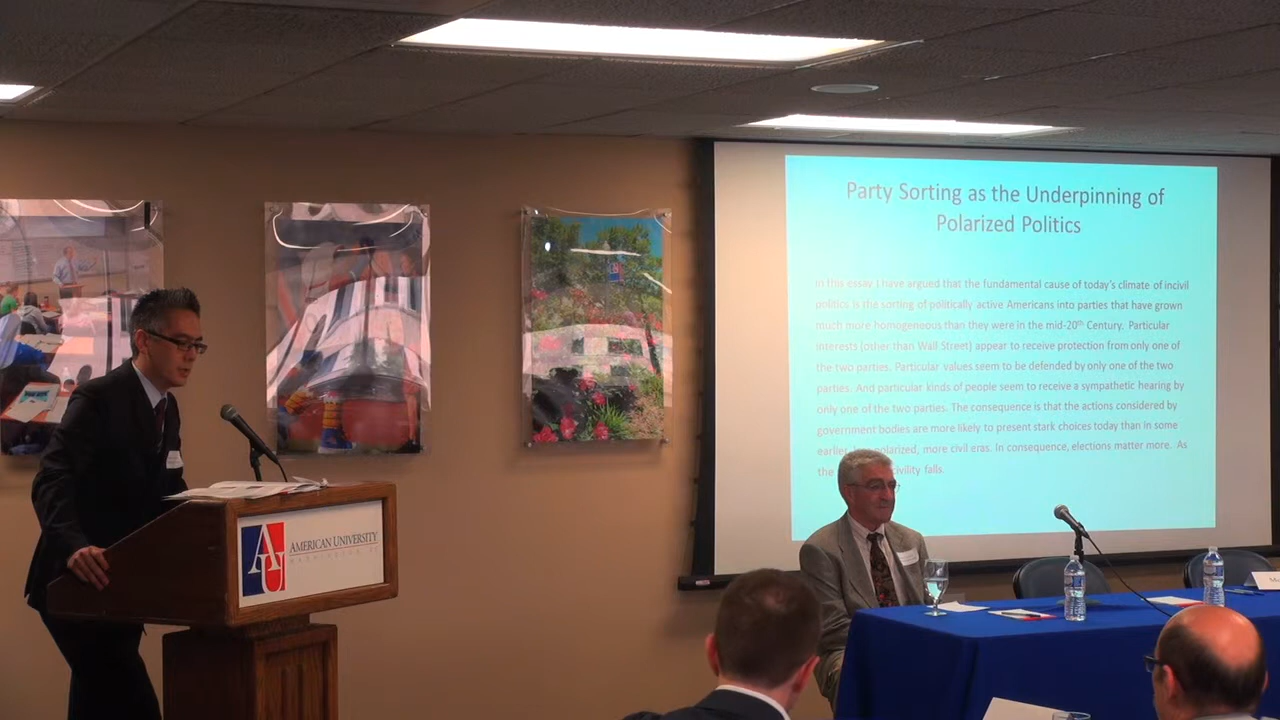 Party Sorting as the Underpinning of
Polarized Politics
In this essay I have argued that the fundamental cause of today's climate of incivil
politics is the sorting of politically active Americans into parties that have grown
much more homogeneous than they were in the mid-20th Century. Particular
interests (other than Wall Street) appear to receive protection from only one of
the two parties. Particular values seem to be defended by only one of the two
parties. And particular kinds of people seem to receive a sympathetic hearing by
only one of the two parties. The consequence is that the actions considered by
government bodies are more likely to present stark choices today than in some
earlier, polarized, more civil eras. In consequence, elections matter more. As
the civility falls.
AU
AMERICAN UNIVERSITY
WASHINGTON, DC